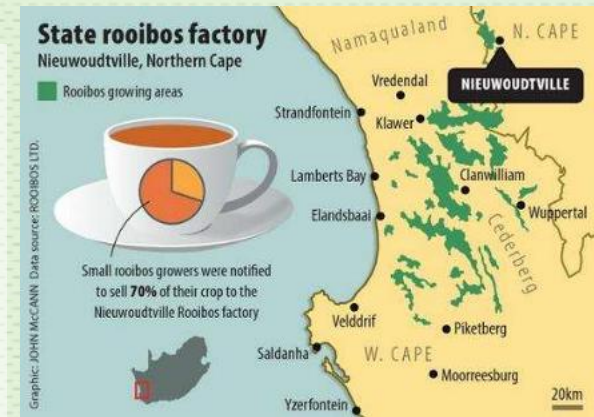 State rooibos factory
Nieuwoudtville, Northern Cape
Rooibos growing areas
Small rooibos growers were notified
to sell 70% of their crop to the
Nieuwoudtville Rooibos factory
Graphic: JOHN McCANN Data source: ROOIBOS LTD.
Namaqualand
N. CAPE
NIEUWOUDTVILLE
Vredendal
Strandfontein
Klawer
Lamberts Bay
Clanwilliam
Elandsbaai
Wuppertal
Cederberg
Velddrif
Piketberg
Saldanha
W. CAPE
Moorreesburg
Yzerfontein
20km